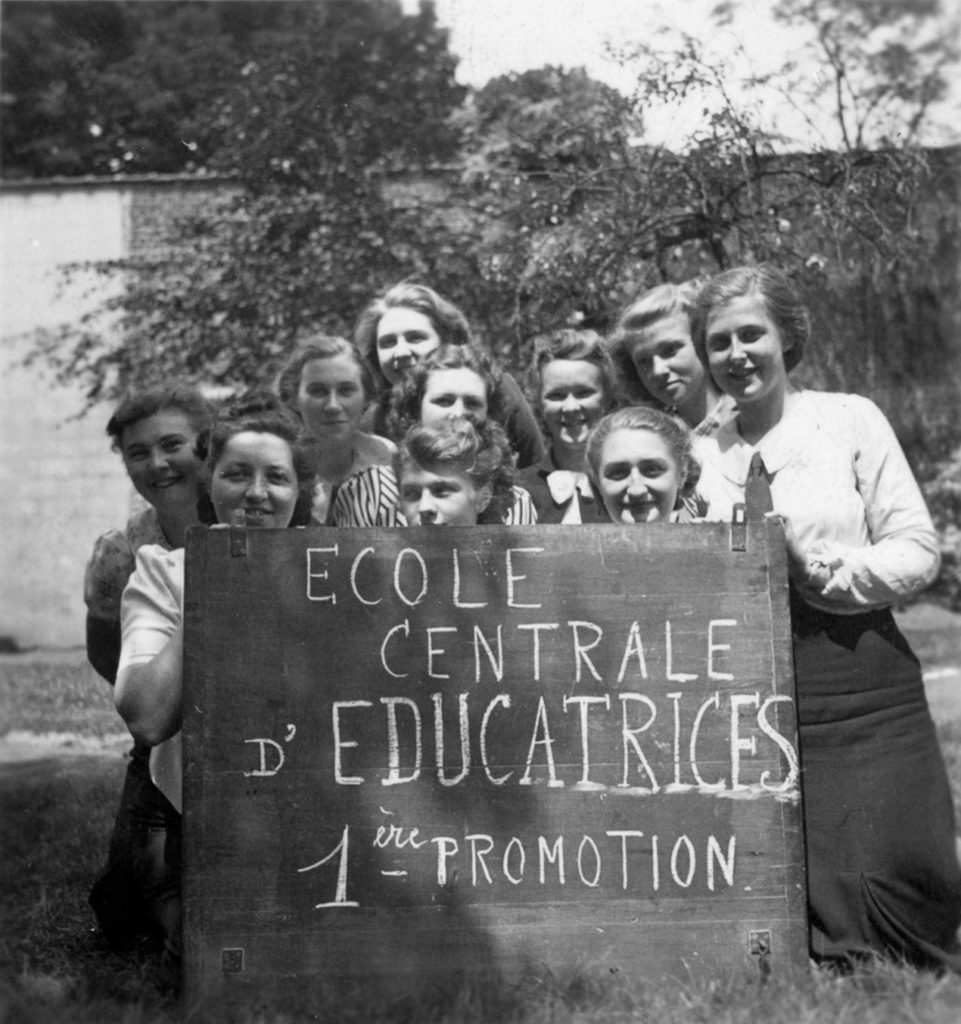 ECOLE
CENTRALE
D' EDUCATRICES
1ère PROMOTION.